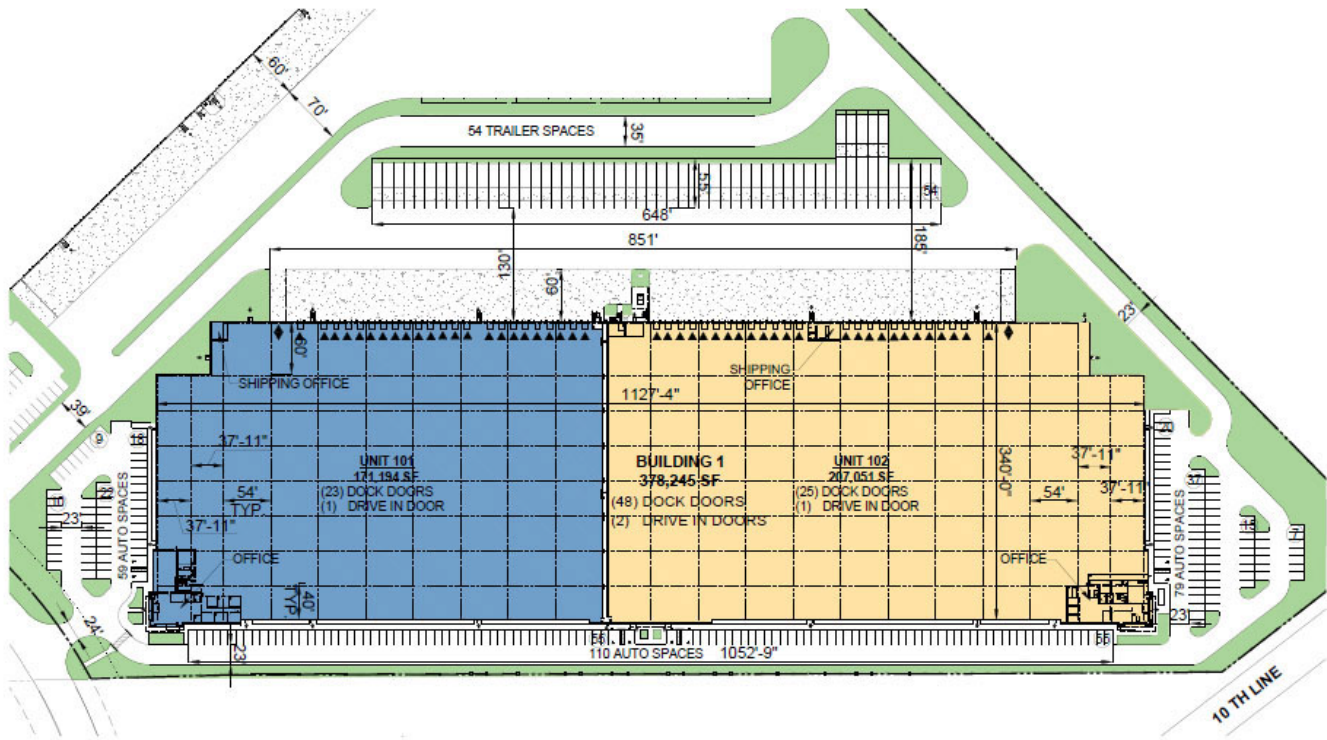 60'
70'
54 TRAILER SPACES
35'
55'
54
648'
185'
851'
130'
60'
23'
60'
SHIPPING OFFICE
SHIPPING
OFFICE
1127'-4"
39'
9
18
20
37'-11"
UNIT 101
171,194 SF
(23) DOCK DOORS
(1) DRIVE IN DOOR
BUILDING 1
378,245 SF
(48) DOCK DOORS
(2) DRIVE IN DOORS
UNIT 102
207,051 SF
(25) DOCK DOORS
(1) DRIVE IN DOOR
340'-0"
37'-11"
37
22
23'
54'
TYP
54'
37'-11"
37'-11"
15
7
59 AUTO SPACES
79 AUTO SPACES
OFFICE
OFFICE
40'
TYP
23'
24'
23'
55
110 AUTO SPACES
1052'-9"
55
10 TH LINE